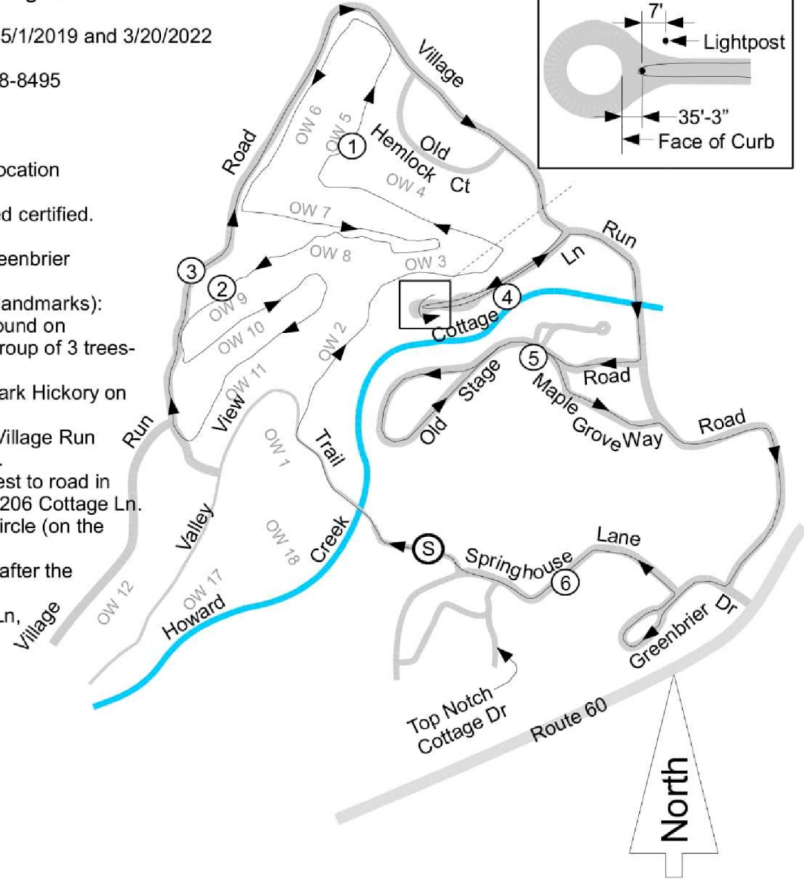 5/1/2019 and 3/20/2022
8-8495
ocation
ed certified.
eenbrier
andmarks):
ound on
roup of 3 trees-
ark Hickory on
Village Run
est to road in
206 Cottage Ln.
ircle (on the
after the
Ln,
7'
Lightpost
35'-3"
Face of Curb
Village
Road
OW 6
OW 5
1
Hemlock
Old
Ct
OW 4
OW 7
OW 8
OW 3
3
2
OW 9
OW 10
OW 2
OW 11
Ln
Run
4
Cottage
5
Stage
Old
Road
Maple
Grove Way
Road
View
Run
OW 1
Trail
Valley
OW 18
Creek
S
Springhouse
Lane
6
OW 12
OW 17
Howard
Village
Greenbrier Dr
Top Notch
Cottage Dr
Route 60
North